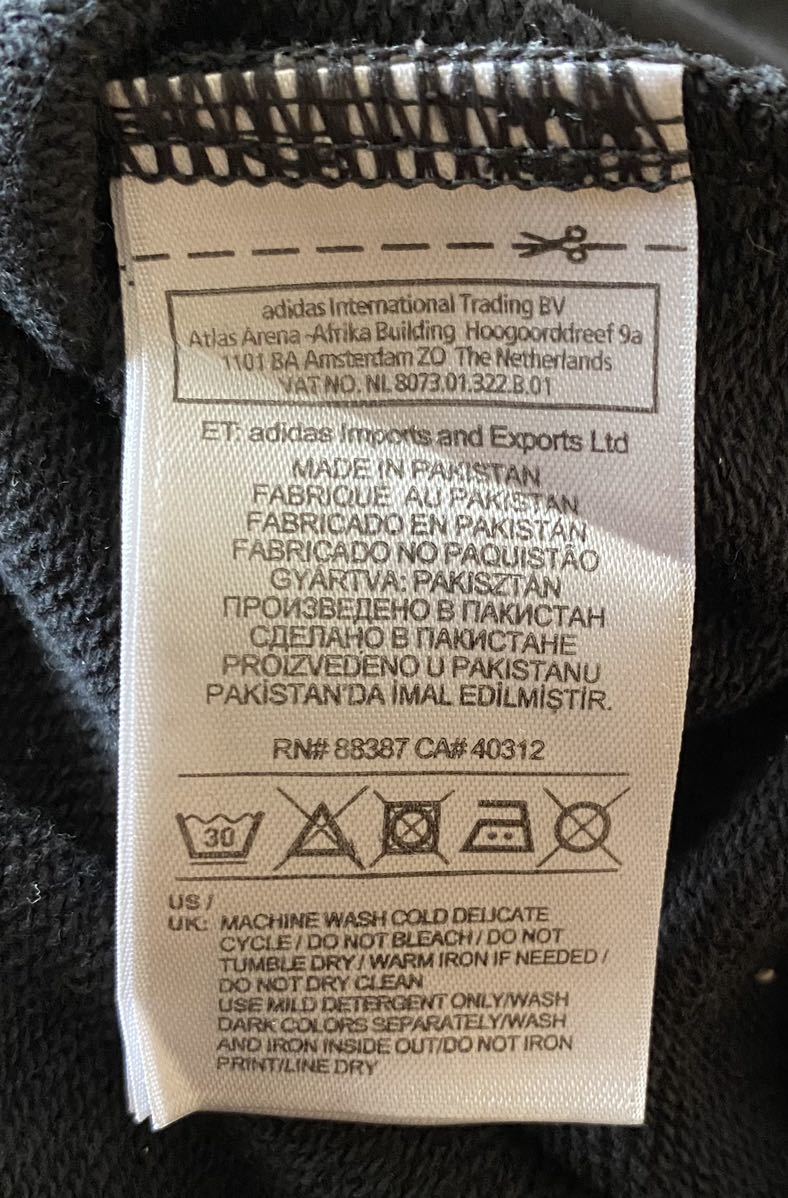 adidas International Trading BV
Atlas Arena -Afrika Building Hoogoorddreef 9a
1101 BA Amsterdam ZO The Netherlands
VAT NO. NL 8073.01.322.B.01
ET: adidas Imports and Exports Ltd
MADE IN PAKISTAN
FABRIQUÉ AU PAKISTAN
FABRICADO EN PAKISTÁN
FABRICADO NO PAQUISTÃO
GYÁRTVA: PAKISZTÁN
ПРОИЗВЕДЕНО В ПАКИСТАН
СДЕЛАНО В ПАКИСТАНЕ
PROIZVEDENO U PAKISTANU
PAKİSTAN'DA İMAL EDİLMİŞTİR.
RN# 88387 CA# 40312
30
US /
UK: MACHINE WASH COLD DELICATE
CYCLE / DO NOT BLEACH / DO NOT
TUMBLE DRY / WARM IRON IF NEEDED /
DO NOT DRY CLEAN
USE MILD DETERGENT ONLY/WASH
DARK COLORS SEPARATELY/WASH
AND IRON INSIDE OUT/DO NOT IRON
PRINT/LINE DRY